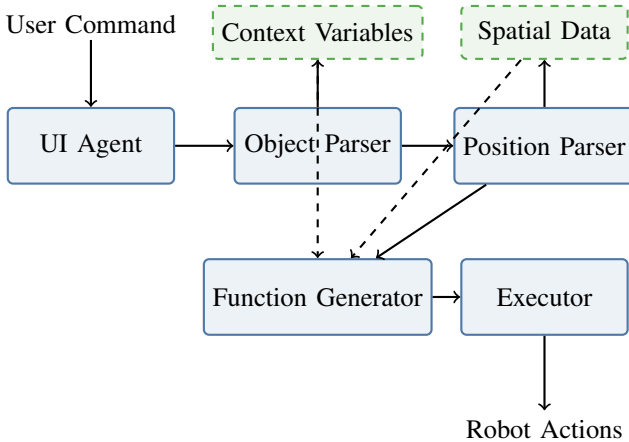 User Command
Context Variables
Spatial Data
UI Agent
Object Parser
Position Parser
Function Generator
Executor
Robot Actions